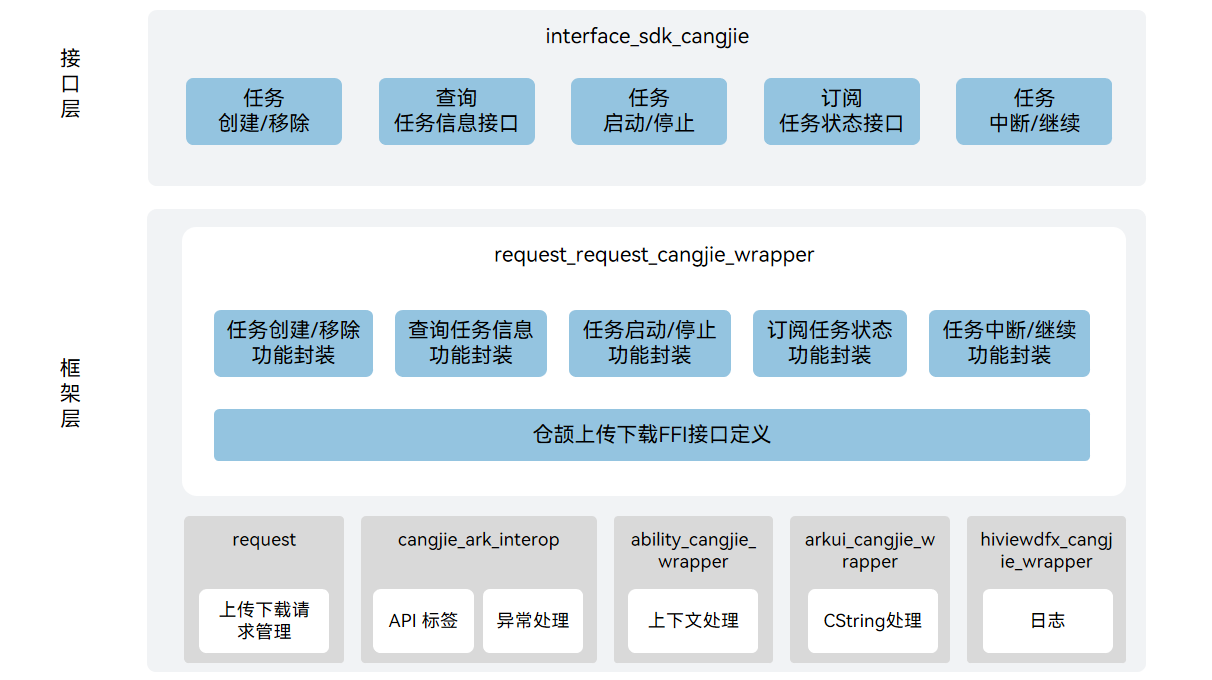 接
口
层
interface_sdk_cangjie
任务
创建/移除
查询
任务信息接口
任务
启动/停止
订阅
任务状态接口
任务
中断/继续
框
架
层
request_request_cangjie_wrapper
任务创建/移除
功能封装
查询任务信息
功能封装
任务启动/停止
功能封装
订阅任务状态
功能封装
任务中断/继续
功能封装
仓颉上传下载FFI接口定义
request
上传下载请
求管理
cangjie_ark_interop
API 标签
异常处理
ability_cangjie_
wrapper
上下文处理
arkui_cangjie_w
rapper
CString处理
hiviewdfx_cangj
ie_wrapper
日志